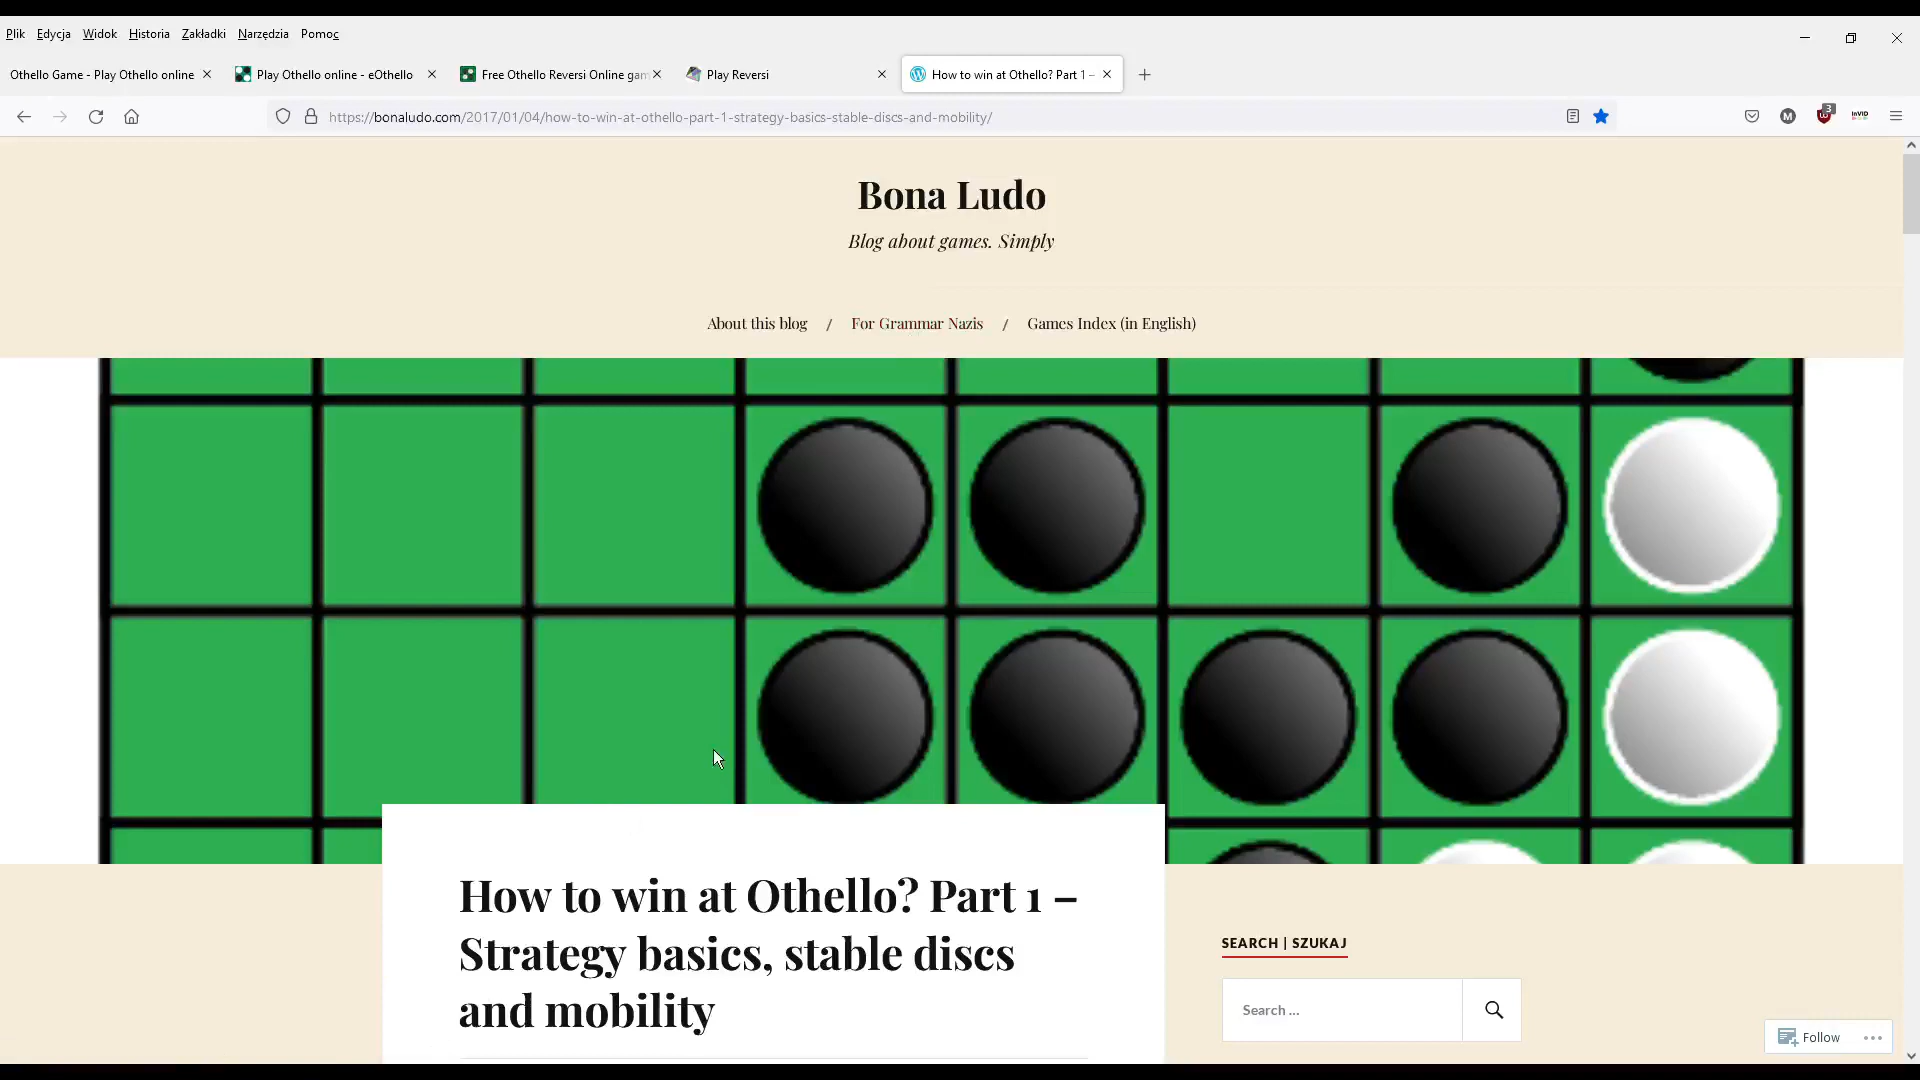 Plik Edycja Widok Historia Zakładki Narzędzia Pomoc
Othello Game - Play Othello online
Play Othello online - eOthello
Free Othello Reversi Online gam
Play Reversi
How to win at Othello? Part 1 –
https://bonaludo.com/2017/01/04/how-to-win-at-othello-part-1-strategy-basics-stable-discs-and-mobility/
M
3
InVID
Bona Ludo
Blog about games. Simply
About this blog / For Grammar Nazis / Games Index (in English)
How to win at Othello? Part 1 –
Strategy basics, stable discs
and mobility
SEARCH | SZUKAJ
Search ...
Follow